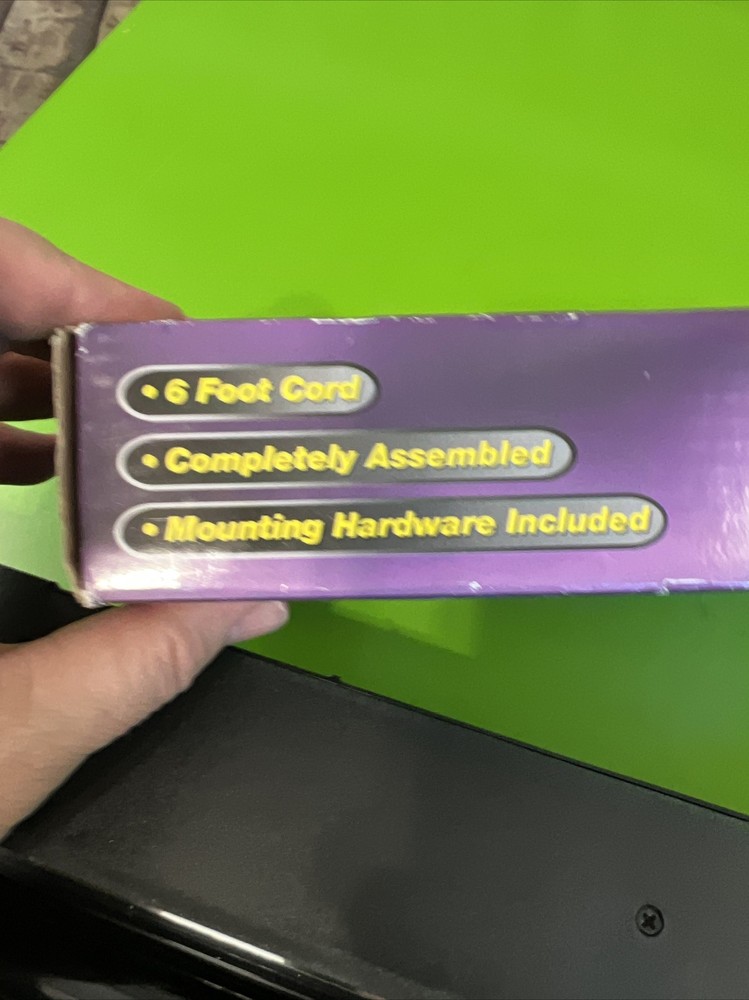 • 6 Foot Cord
• Completely Assembled
• Mounting Hardware Included